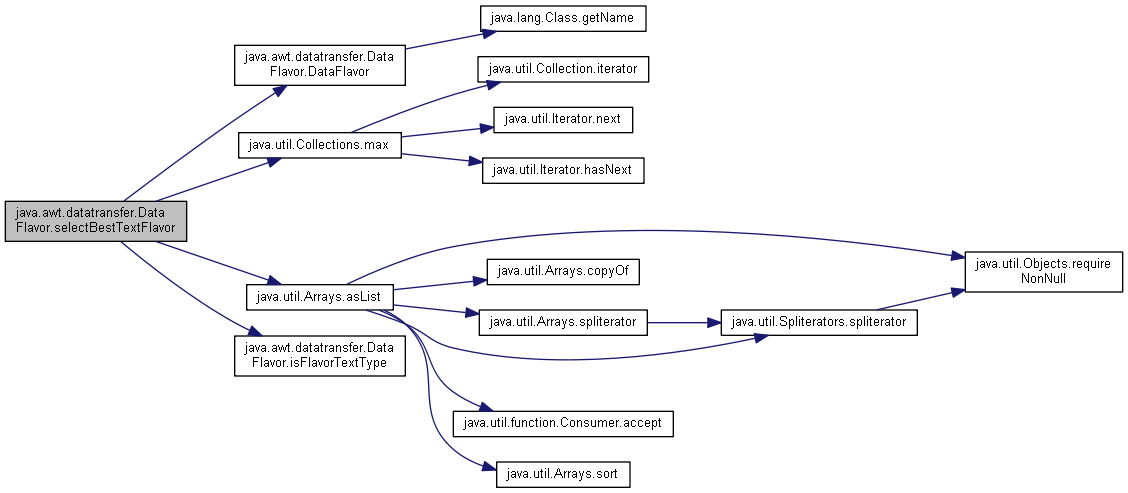 java.lang.Class.getName
java.awt.datatransfer.Data
Flavor.DataFlavor
java.util.Collection.iterator
java.util.Iterator.next
java.util.Collections.max
java.util.Iterator.hasNext
java.awt.datatransfer.Data
Flavor.selectBestTextFlavor
java.util.Arrays.copyOf
java.util.Objects.require
NonNull
java.util.Arrays.asList
java.util.Arrays.spliterator
java.util.Spliterators.spliterator
java.awt.datatransfer.Data
Flavor.isFlavorTextType
java.util.function.Consumer.accept
java.util.Arrays.sort